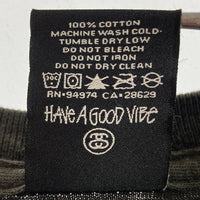 100% COTTON
MACHINE WASH COLD-
TUMBLE DRY LOW
DO NOT BLEACH
DO NOT IRON
DO NOT DRY CLEAN
RN•94974 CA•28629
HAVE A GOOD VIBE